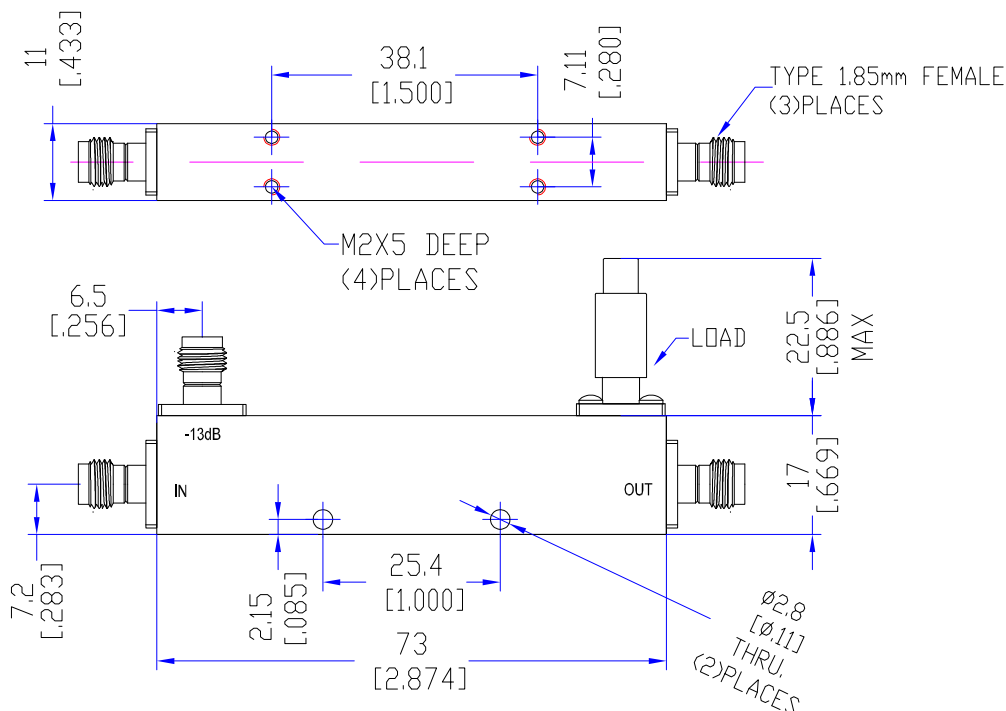 11
[.433]
38.1
[1.500]
7.11
[.280]
TYPE 1.85mm FEMALE
(3)PLACES
M2X5 DEEP
(4)PLACES
6.5
[.256]
LOAD
22.5
[.886]
MAX
-13dB
IN
OUT
17
[.669]
7.2
[.283]
2.15
[.085]
25.4
[1.000]
73
[2.874]
Ø2.8
[Ø.11]
THRU,
(2)PLACES